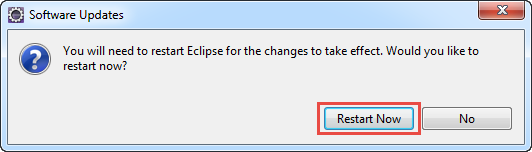 Software Updates
You will need to restart Eclipse for the changes to take effect. Would you like to
restart now?
Restart Now
No